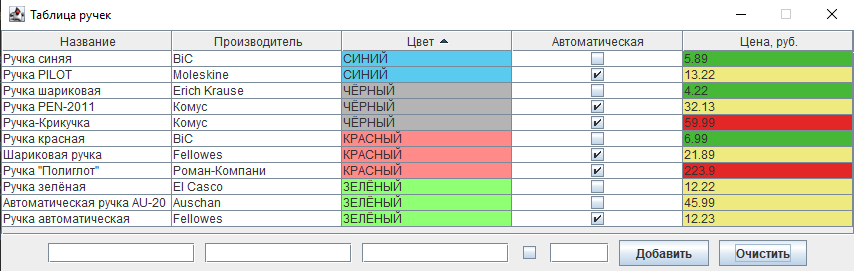 Таблица ручек
Название Производитель Цвет Автоматическая Цена, руб.
Ручка синяя BiC СИНИЙ 5.89
Ручка PILOT Moleskine СИНИЙ 13.22
Ручка шариковая Erich Krause ЧЁРНЫЙ 4.22
Ручка PEN-2011 Комус ЧЁРНЫЙ 32.13
Ручка-Крикучка Комус ЧЁРНЫЙ 59.99
Ручка красная BiC КРАСНЫЙ 6.99
Шариковая ручка Fellowes КРАСНЫЙ 21.89
Ручка "Полиглот" Роман-Компани КРАСНЫЙ 223.9
Ручка зелёная El Casco ЗЕЛЁНЫЙ 12.22
Автоматическая ручка AU-20 Auschan ЗЕЛЁНЫЙ 45.99
Ручка автоматическая Fellowes ЗЕЛЁНЫЙ 12.23
Добавить Очистить